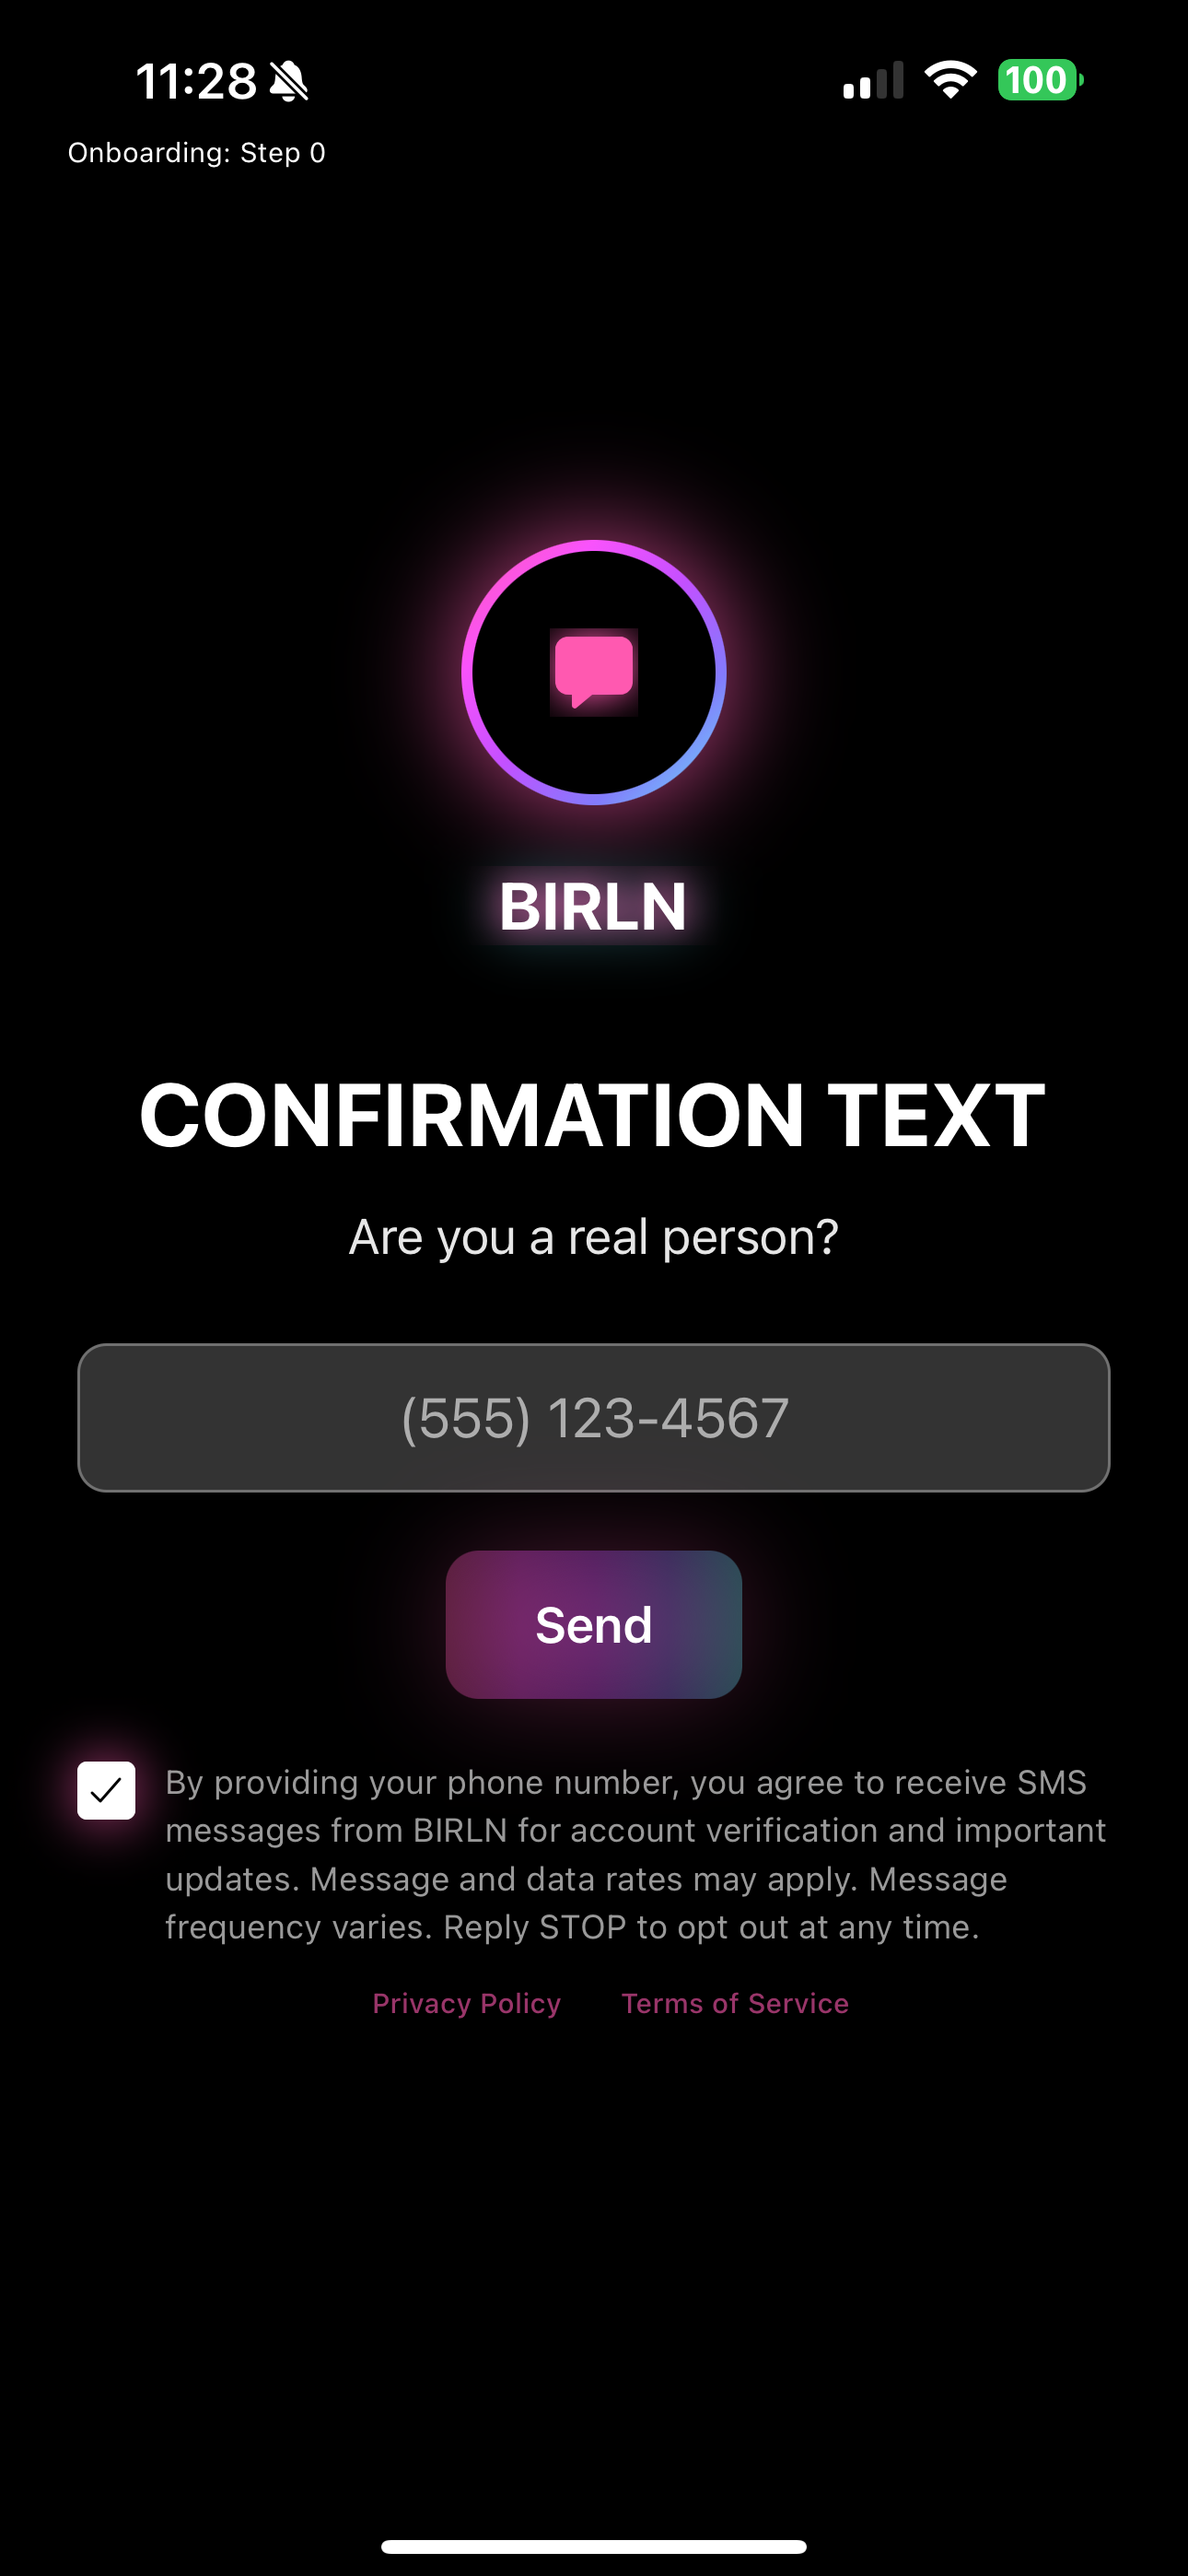 11:28
100
Onboarding: Step 0
BIRLN
CONFIRMATION TEXT
Are you a real person?
(555) 123-4567
Send
By providing your phone number, you agree to receive SMS
messages from BIRLN for account verification and important
updates. Message and data rates may apply. Message
frequency varies. Reply STOP to opt out at any time.
Privacy Policy Terms of Service